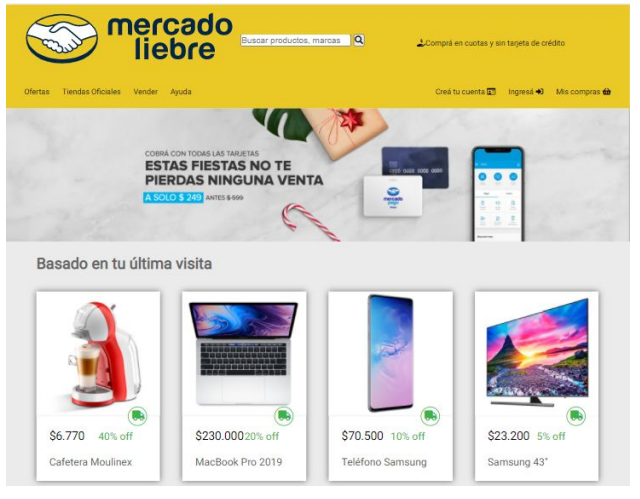 mercado
liebre
Buscar productos, marcas
Comprá en cuotas y sin tarjeta de crédito
Ofertas Tiendas Oficiales Vender Ayuda
Creá tu cuenta Ingresá Mis compras
COBRÁ CON TODAS LAS TARJETAS
ESTAS FIESTAS NO TE
PIERDAS NINGUNA VENTA
A SOLO $ 249 ANTES $ 599
mercado
pago
Basado en tu última visita
$6.770 40% off
Cafetera Moulinex
$230.000 20% off
MacBook Pro 2019
$70.500 10% off
Teléfono Samsung
$23.200 5% off
Samsung 43"